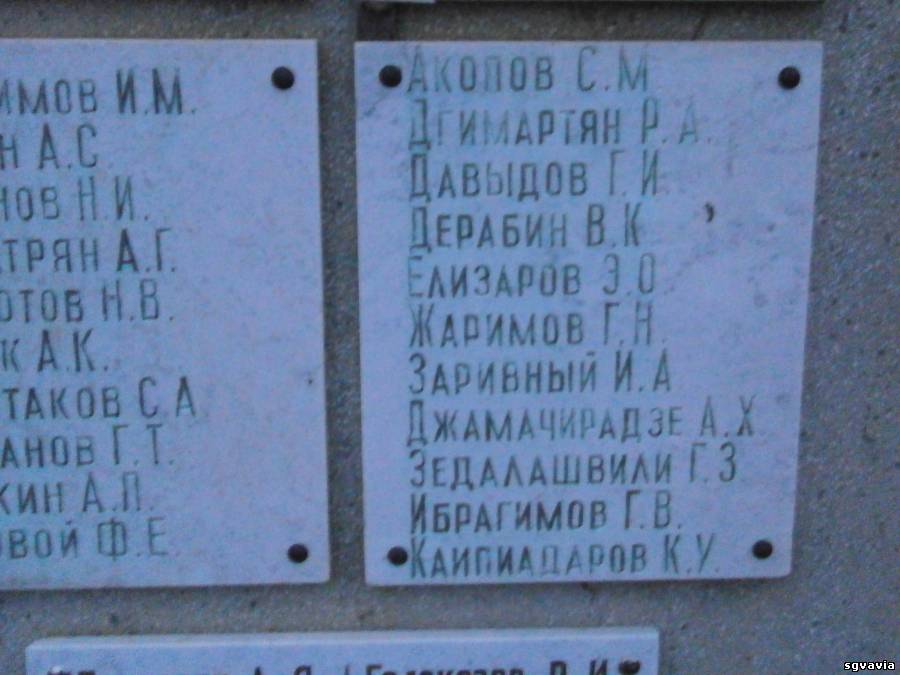 ИМОВ И.М.
Н А.С.
НОВ Н.И.
ТРЯН А.Г.
ОТОВ Н.В.
К А.К.
ТАКОВ С.А
АНОВ Г.Т.
КИН А.П.
ОВОЙ Ф.Е.
АКОПОВ С.М
ДГИМАРТЯН Р.А.
ДАВЫДОВ Г.И
ДЕРАБИН В.К
ЕЛИЗАРОВ Э.О
ЖАРИМОВ Г.Н.
ЗАРИВНЫЙ И.А
ДЖАМАЧИРАДЗЕ А.Х
ЗЕДАЛАШВИЛИ Г.З
ИБРАГИМОВ Г.В.
КАИПИАДАРОВ К.У.
sgvavia